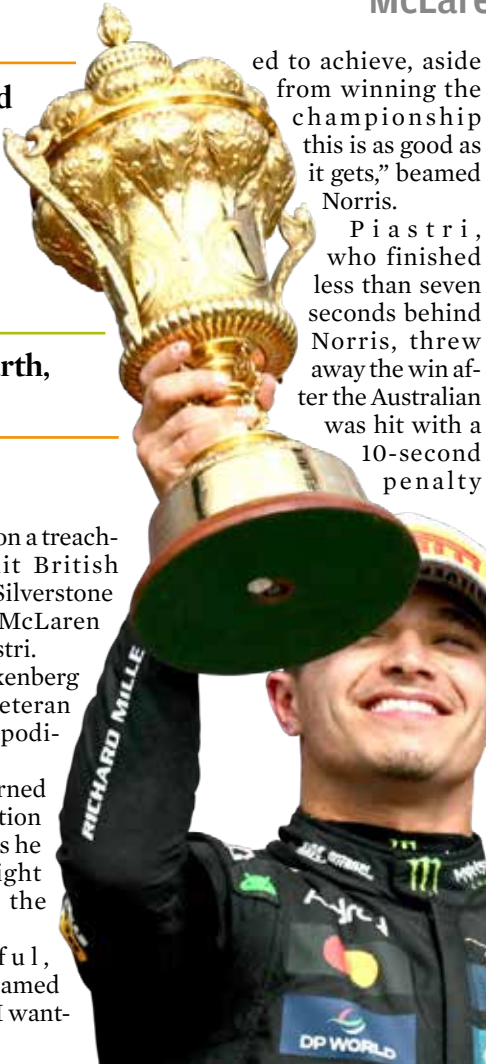 McLare
d
rth,
on a treach-
it British
Silverstone
McLaren
stri.
kenberg
eteran
podi-
rned
tion
s he
ight
the
ful,
amed
I want-
ed to achieve, aside
from winning the
championship
this is as good as
it gets,” beamed
Norris.
Piastri,
who finished
less than seven
seconds behind
Norris, threw
away the win af-
ter the Australian
was hit with a
10-second
penalty
RICHARD MILLE
DP WORLD